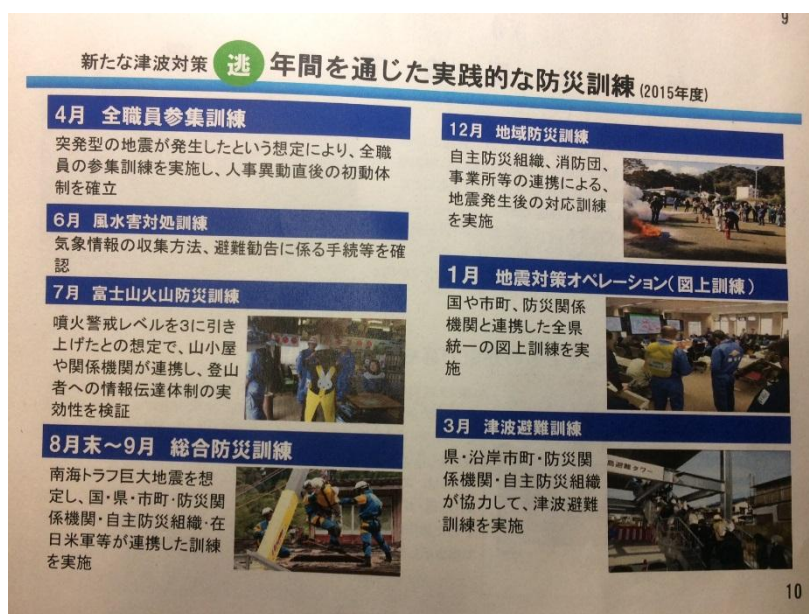 9
新たな津波対策 逃 年間を通じた実践的な防災訓練(2015年度)
4月 全職員参集訓練
突発型の地震が発生したという想定により、全職
員の参集訓練を実施し、人事異動直後の初動体
制を確立
6月 風水害対処訓練
気象情報の収集方法、避難勧告に係る手続等を確
認
7月 富士山火山防災訓練
噴火警戒レベルを3に引き
上げたとの想定で、山小屋
や関係機関が連携し、登山
者への情報伝達体制の実
効性を検証
8月末～9月 総合防災訓練
南海トラフ巨大地震を想
定し、国・県・市町・防災関
係機関・自主防災組織・在
日米軍等が連携した訓練
を実施
12月 地域防災訓練
自主防災組織、消防団、
事業所等の連携による、
地震発生後の対応訓練
を実施
1月 地震対策オペレーション(図上訓練)
国や市町、防災関係
機関と連携した全県
統一の図上訓練を実
施
3月 津波避難訓練
県・沿岸市町・防災関
係機関・自主防災組織
が協力して、津波避難
訓練を実施
避難タワー
10